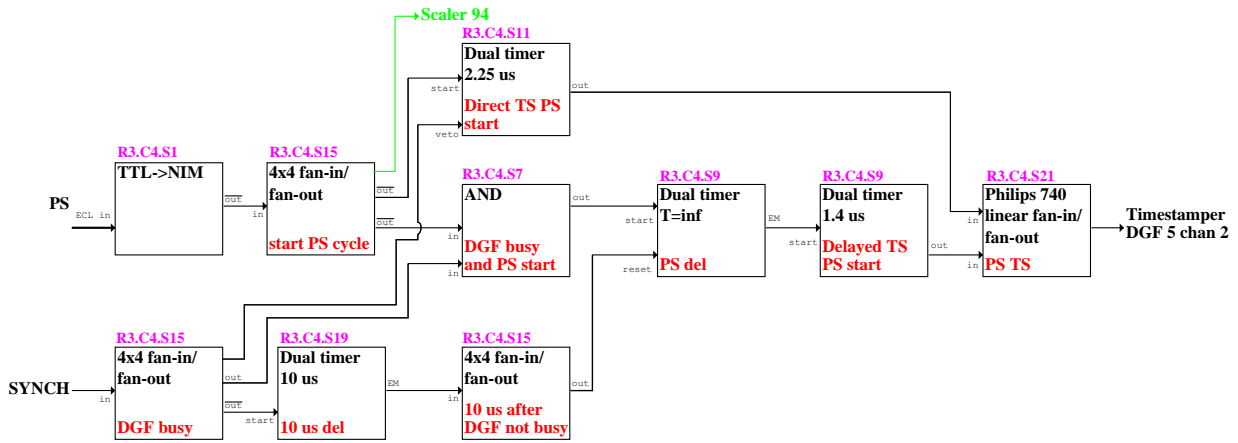 Scaler 94
R3.C4.S11
Dual timer
2.25 us
Direct TS PS
start
start
veto
out
R3.C4.S1
TTL->NIM
PS
ECL in
out
R3.C4.S15
4x4 fan-in/
fan-out
start PS cycle
in
out
out
R3.C4.S7
AND
DGF busy
and PS start
in
in
out
R3.C4.S9
Dual timer
T=inf
PS del
start
reset
EM
R3.C4.S9
Dual timer
1.4 us
Delayed TS
PS start
start
out
R3.C4.S21
Philips 740
linear fan-in/
fan-out
PS TS
in
in
Timestamper
DGF 5 chan 2
R3.C4.S15
4x4 fan-in/
fan-out
DGF busy
SYNCH
in
out
out
R3.C4.S19
Dual timer
10 us
10 us del
start
EM
R3.C4.S15
4x4 fan-in/
fan-out
10 us after
DGF not busy
in
out